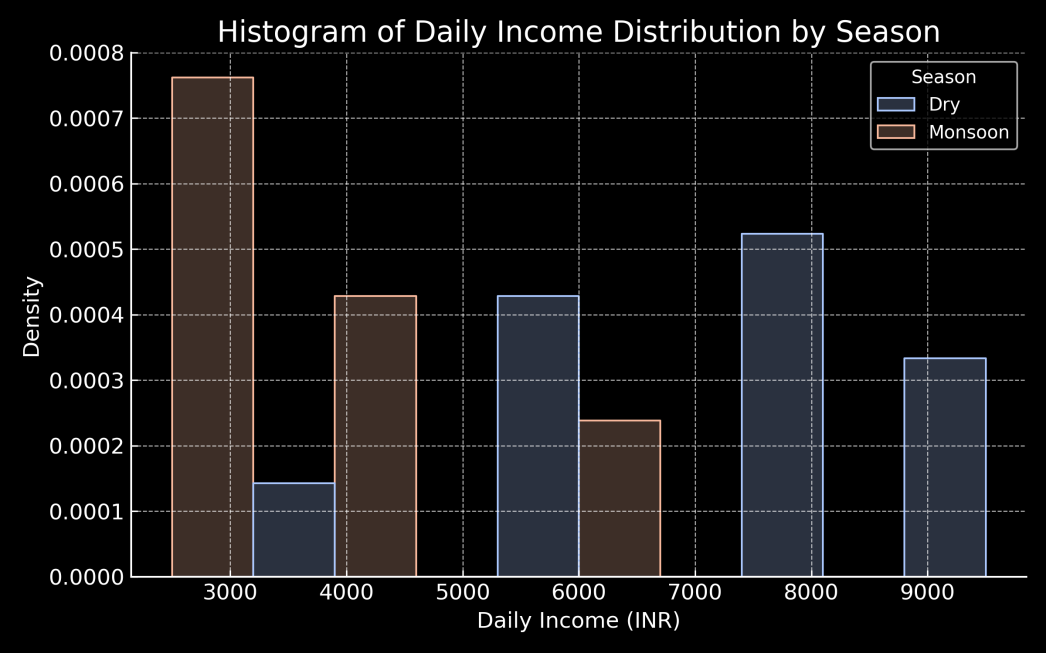 Histogram of Daily Income Distribution by Season
0.0008
0.0007
0.0006
0.0005
0.0004
0.0003
0.0002
0.0001
0.0000
Density
Season
Dry
Monsoon
3000 4000 5000 6000 7000 8000 9000
Daily Income (INR)